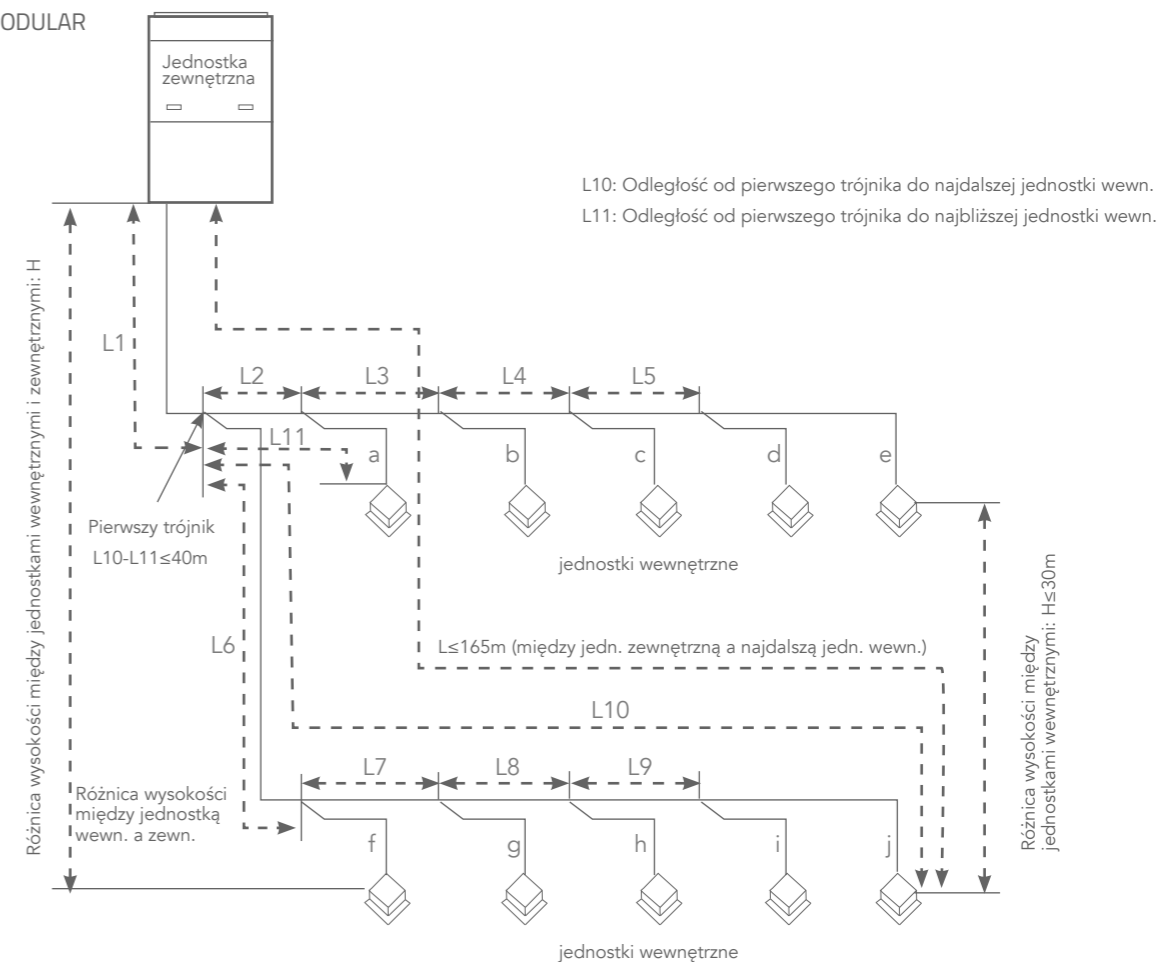 ODULAR
Jednostka
zewnętrzna
L10: Odległość od pierwszego trójnika do najdalszej jednostki wewn.
L11: Odległość od pierwszego trójnika do najbliższej jednostki wewn.
Różnica wysokości między jednostkami wewnętrznymi i zewnętrznymi: H
L1
L2
L3
L4
L5
L11
a
b
c
d
e
Pierwszy trójnik
L10-L11≤40m
jednostki wewnętrzne
L6
L≤165m (między jedn. zewnętrzną a najdalszą jedn. wewn.)
Różnica wysokości między
jednostkami wewnętrznymi: H≤30m
L10
L7
L8
L9
Różnica wysokości
między jednostką
wewn. a zewn.
f
g
h
i
j
jednostki wewnętrzne